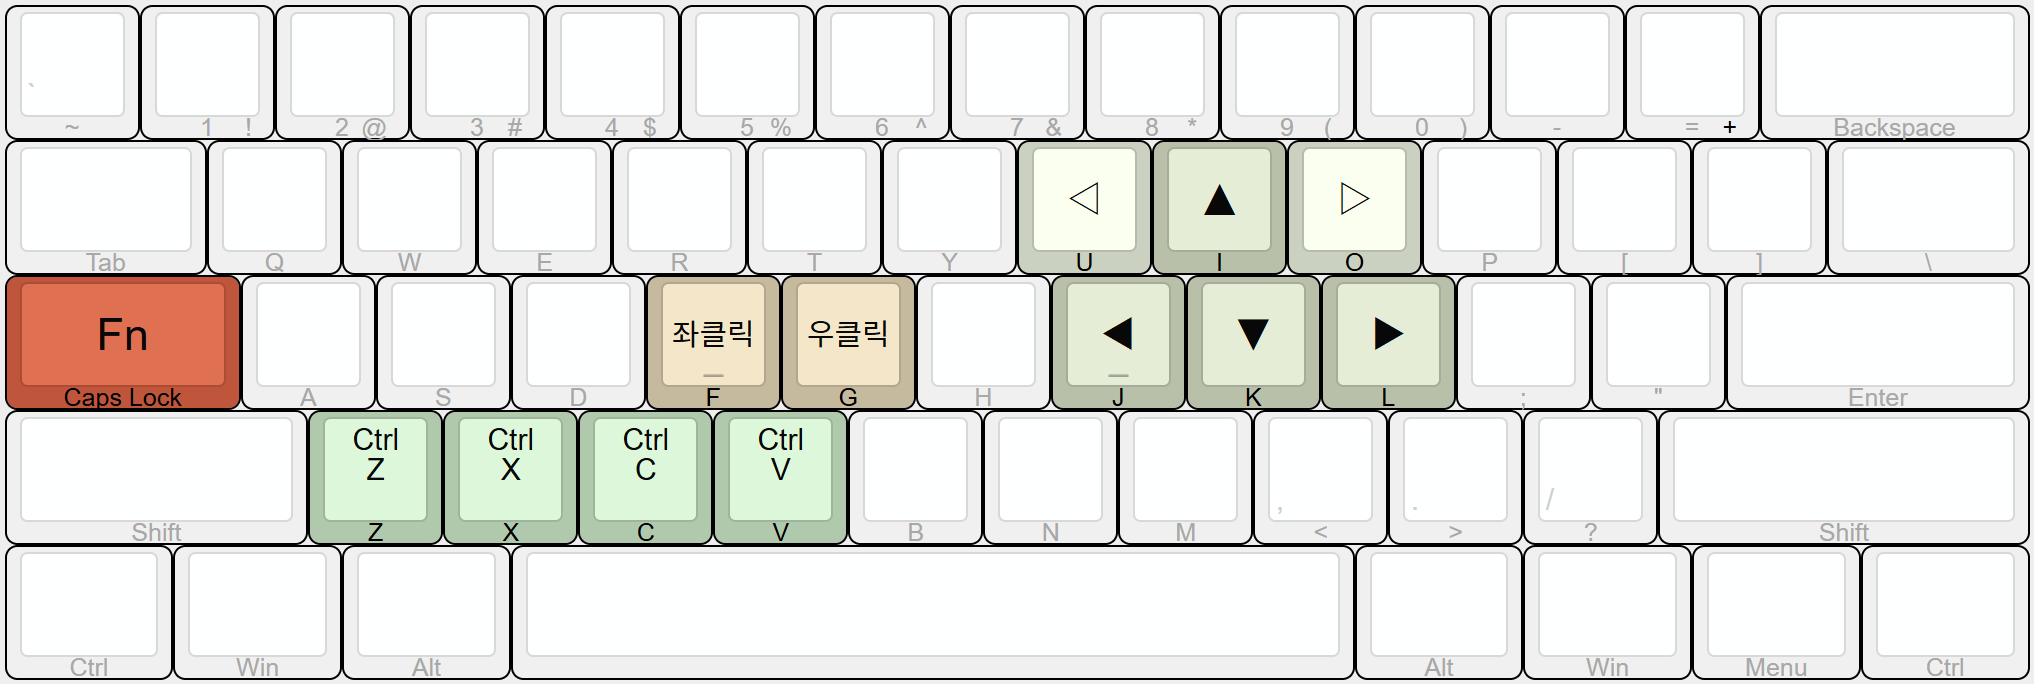 `
~ 1 ! 2 @ 3 # 4 $ 5 % 6 ^ 7 & 8 * 9 ( 0 ) - = + Backspace
◁ ▲ ▷
Tab Q W E R T Y U I O P [ ] \
Fn 좌클릭 우클릭 ◀ ▼ ▶
_ _
Caps Lock A S D F G H J K L ; " Enter
Ctrl Ctrl Ctrl Ctrl
Z X C V
, . /
Shift Z X C V B N M < > ? Shift
Ctrl Win Alt Alt Win Menu Ctrl